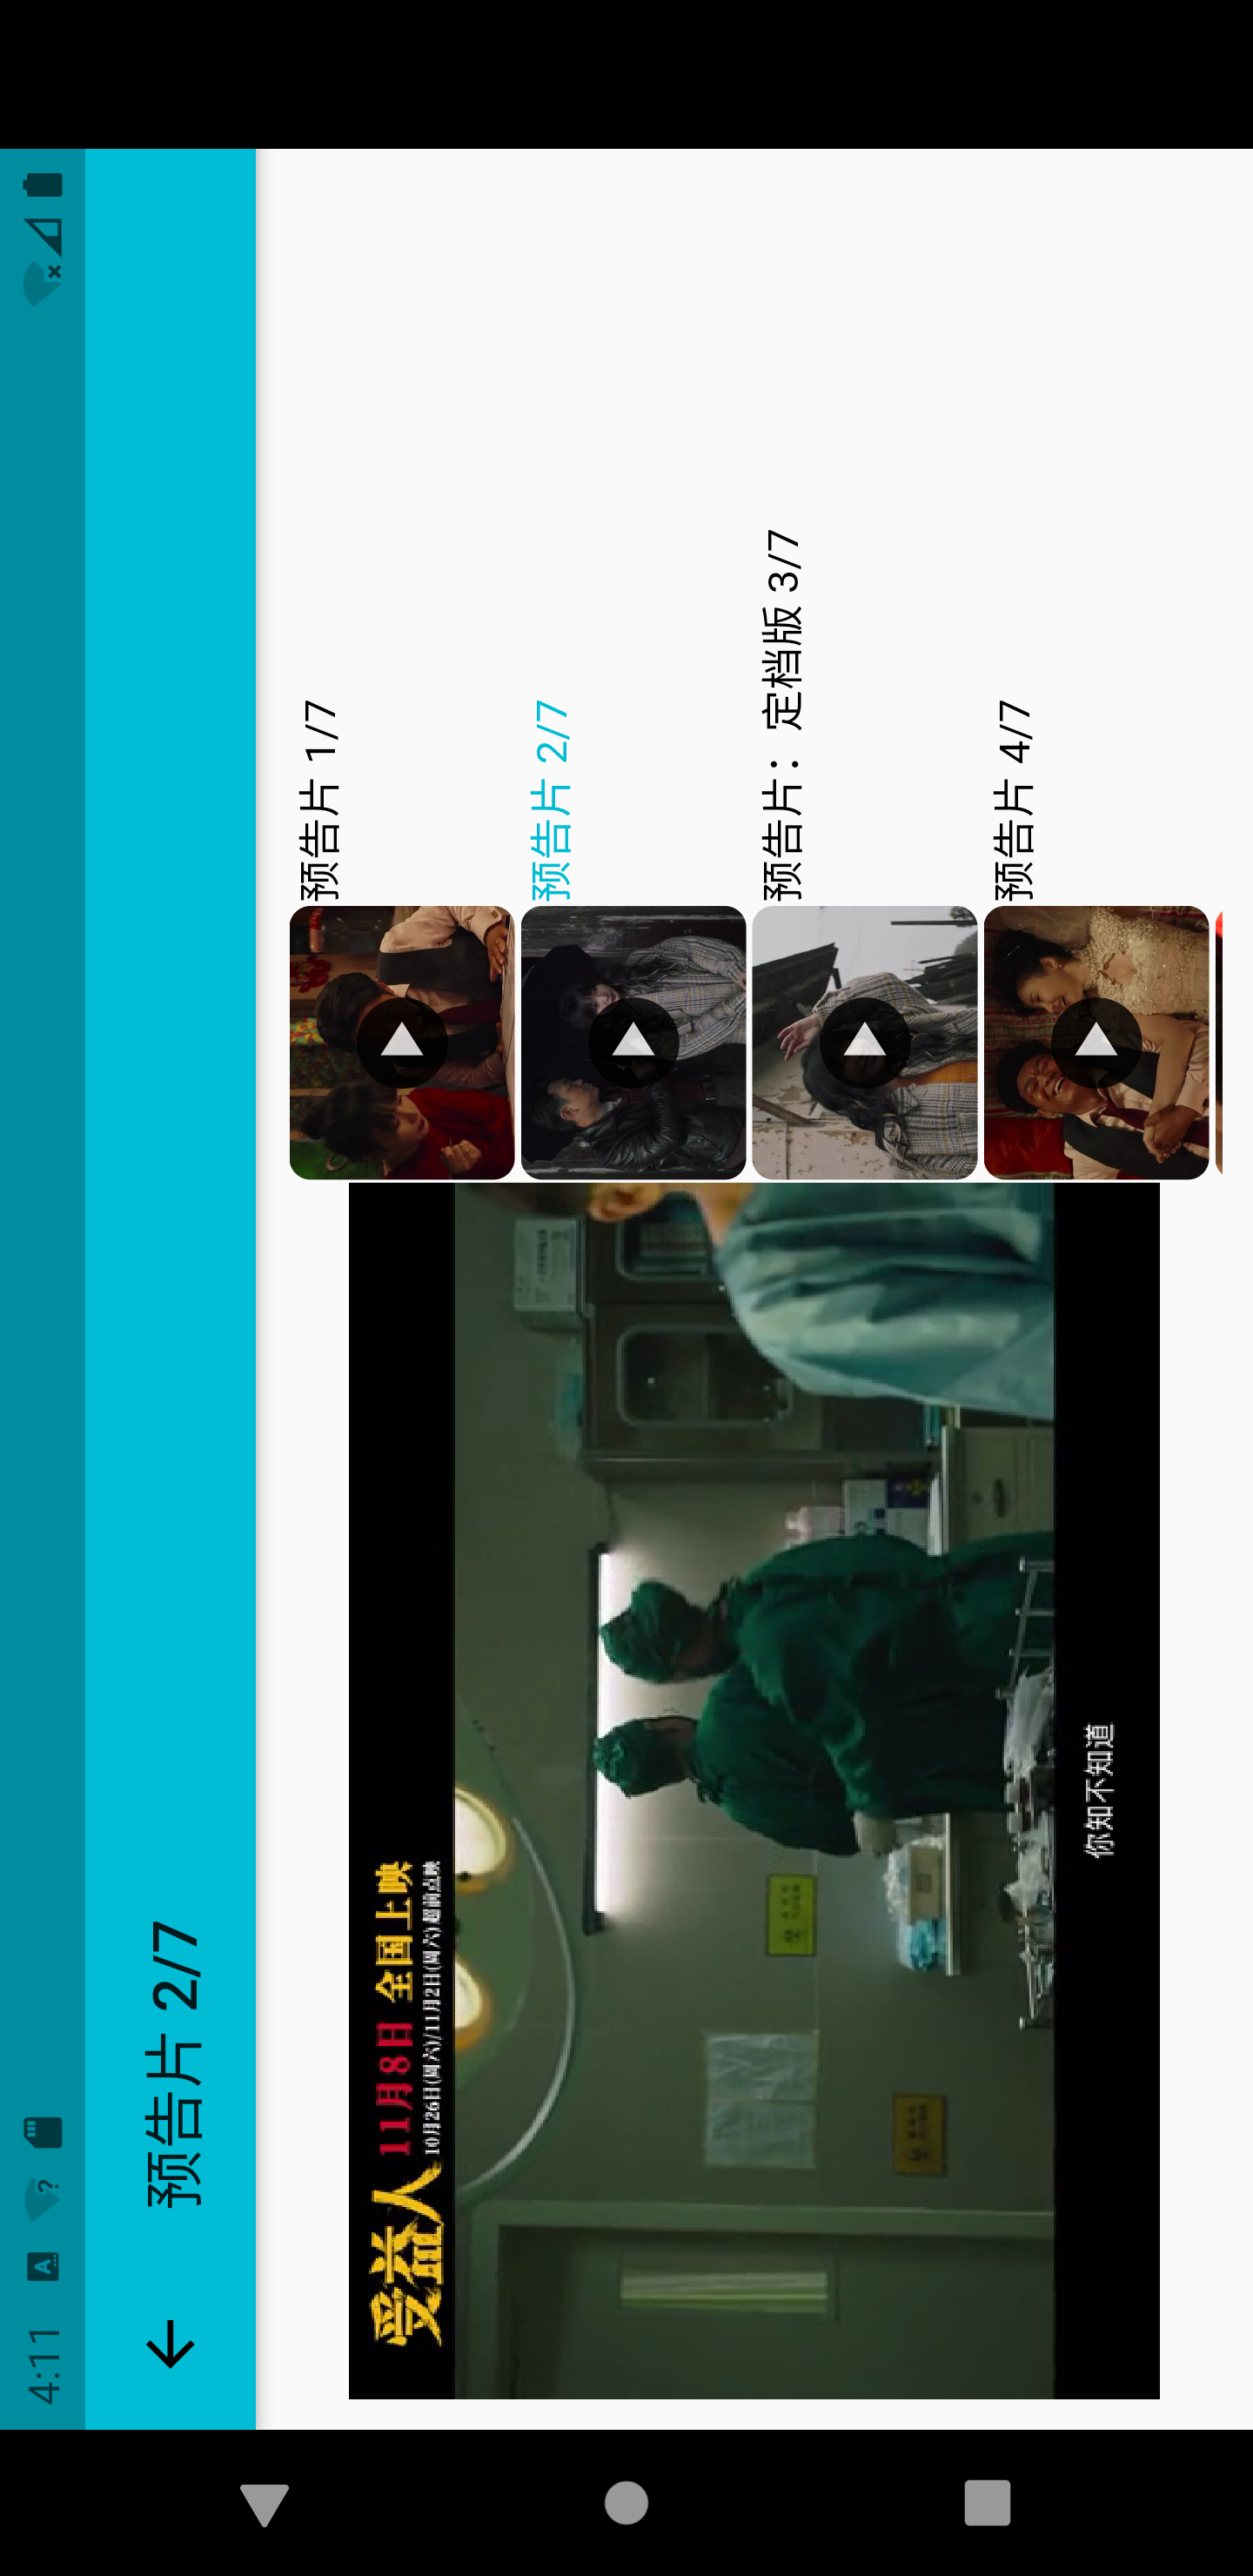 4:11
预告片 2/7
受益人
11月8日 全国上映
10月26日(周六)/11月2日(周六)超前点映
你知不知道
预告片 1/7
预告片 2/7
预告片：定档版 3/7
预告片 4/7